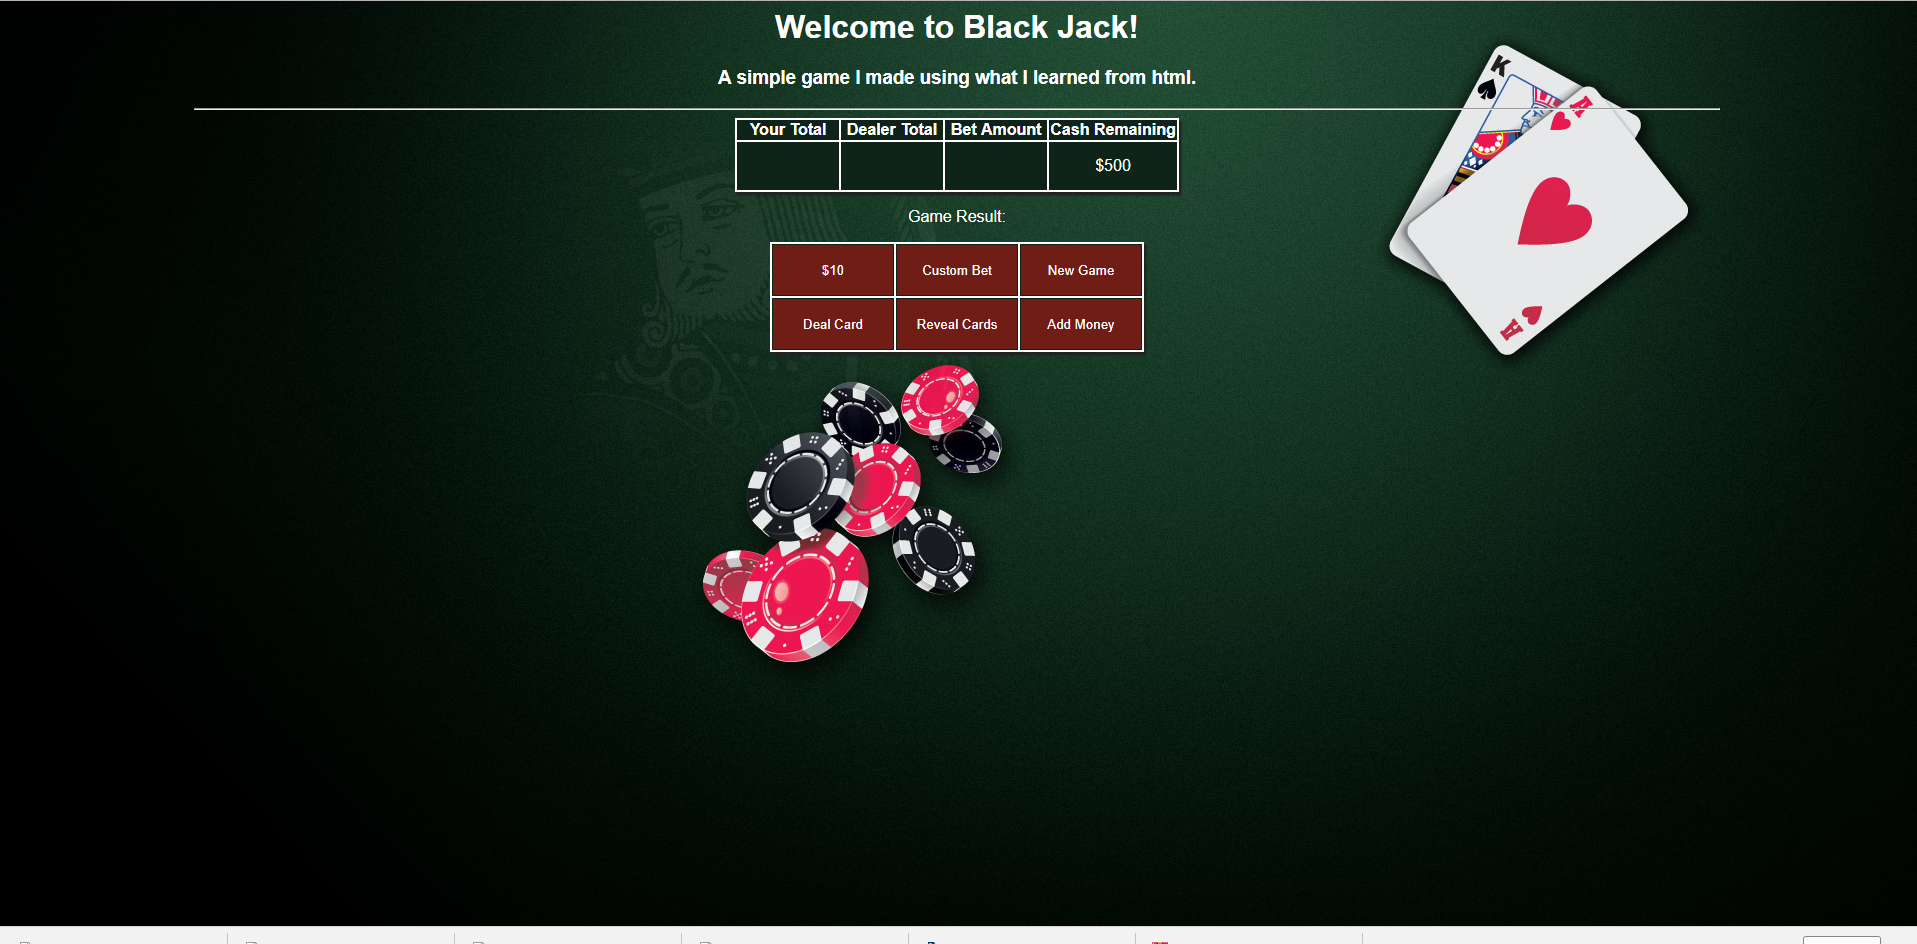 Welcome to Black Jack!
A simple game I made using what I learned from html.
K
A
Your Total Dealer Total Bet Amount Cash Remaining
$500
Game Result:
$10 Custom Bet New Game
Deal Card Reveal Cards Add Money
A